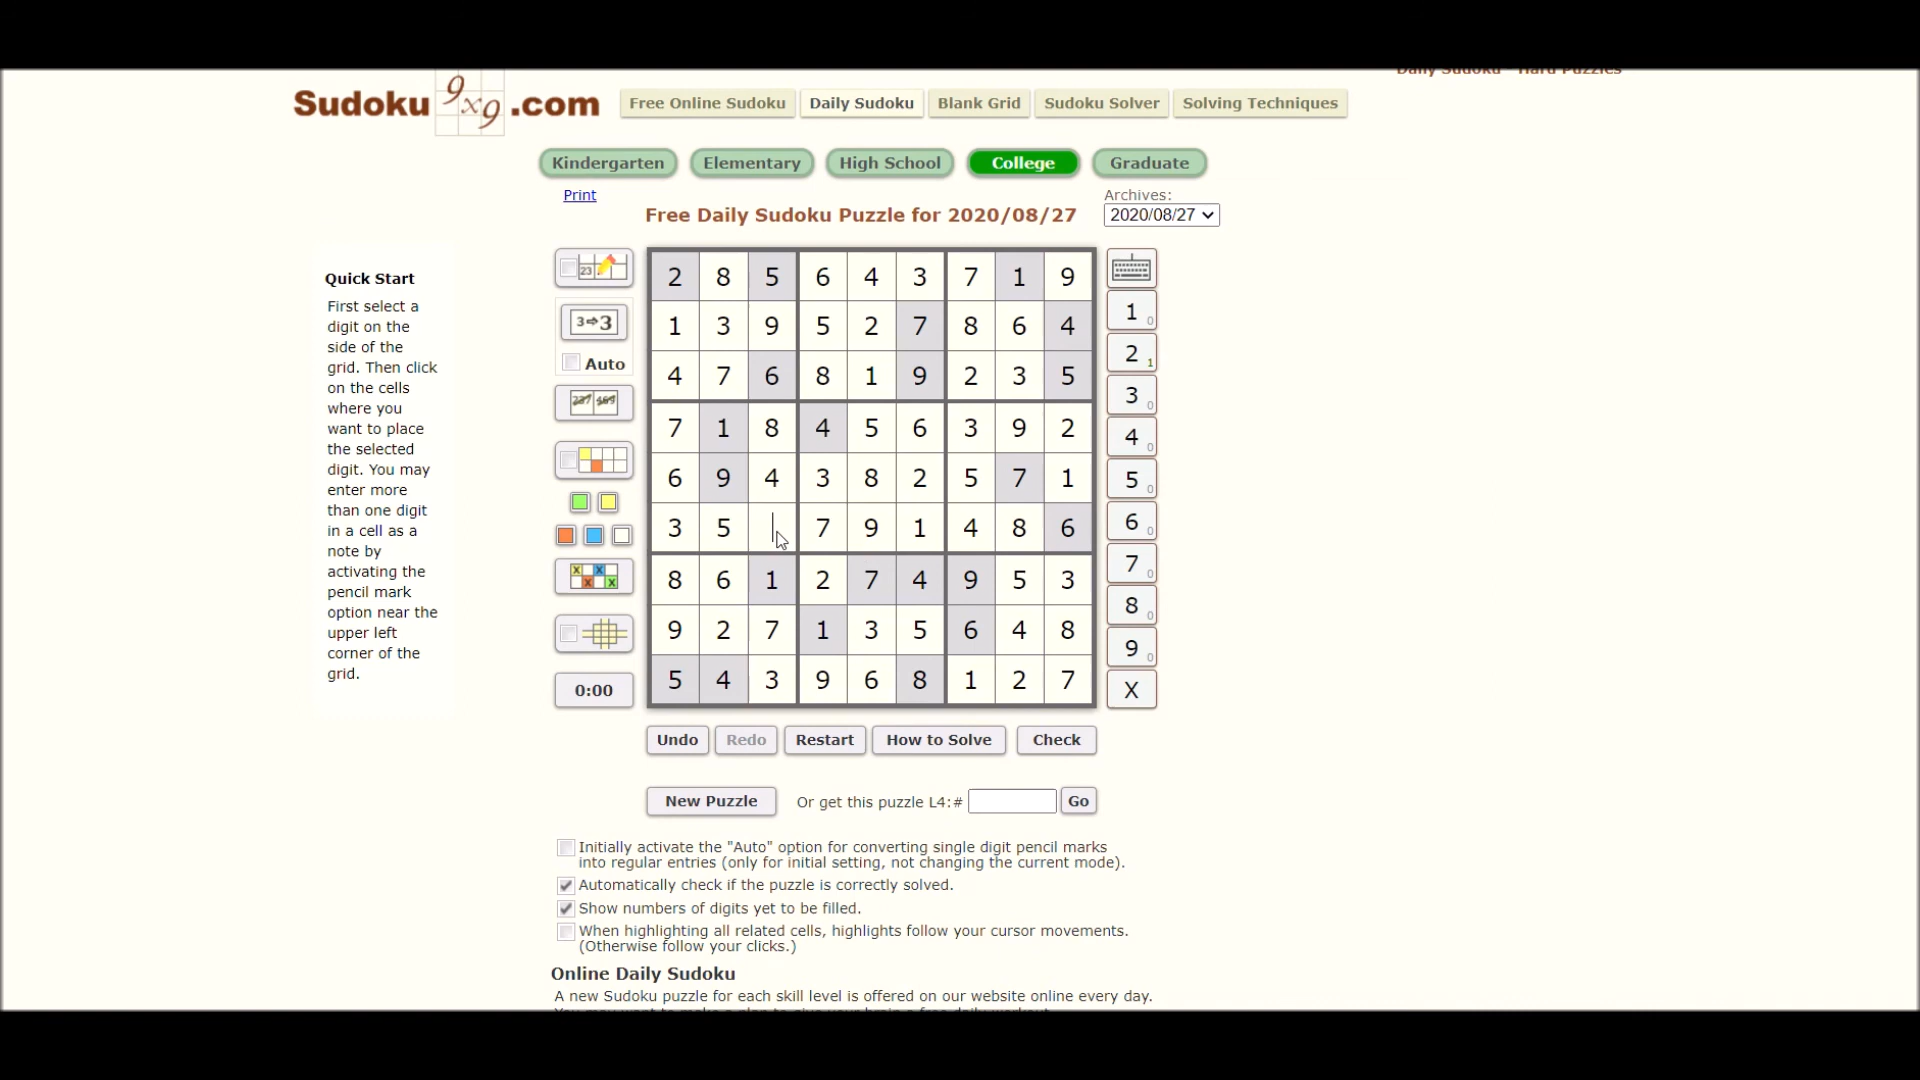 Daily Sudoku - Hard Puzzles
Sudoku 9x9 .com
Free Online Sudoku
Daily Sudoku
Blank Grid
Sudoku Solver
Solving Techniques
Kindergarten
Elementary
High School
College
Graduate
Print
Archives:
Free Daily Sudoku Puzzle for 2020/08/27
2020/08/27
Quick Start
First select a
digit on the
side of the
grid. Then click
on the cells
where you
want to place
the selected
digit. You may
enter more
than one digit
in a cell as a
note by
activating the
pencil mark
option near the
upper left
corner of the
grid.
23
3⇨3
Auto
237 469
X X
X X
0:00
2 8 5 6 4 3 7 1 9
1 3 9 5 2 7 8 6 4
4 7 6 8 1 9 2 3 5
7 1 8 4 5 6 3 9 2
6 9 4 3 8 2 5 7 1
3 5 7 9 1 4 8 6
8 6 1 2 7 4 9 5 3
9 2 7 1 3 5 6 4 8
5 4 3 9 6 8 1 2 7
1 0
2 1
3 0
4 0
5 0
6 0
7 0
8 0
9 0
X
Undo
Redo
Restart
How to Solve
Check
New Puzzle
Or get this puzzle L4:#
Go
Initially activate the "Auto" option for converting single digit pencil marks
into regular entries (only for initial setting, not changing the current mode).
Automatically check if the puzzle is correctly solved.
Show numbers of digits yet to be filled.
When highlighting all related cells, highlights follow your cursor movements.
(Otherwise follow your clicks.)
Online Daily Sudoku
A new Sudoku puzzle for each skill level is offered on our website online every day.